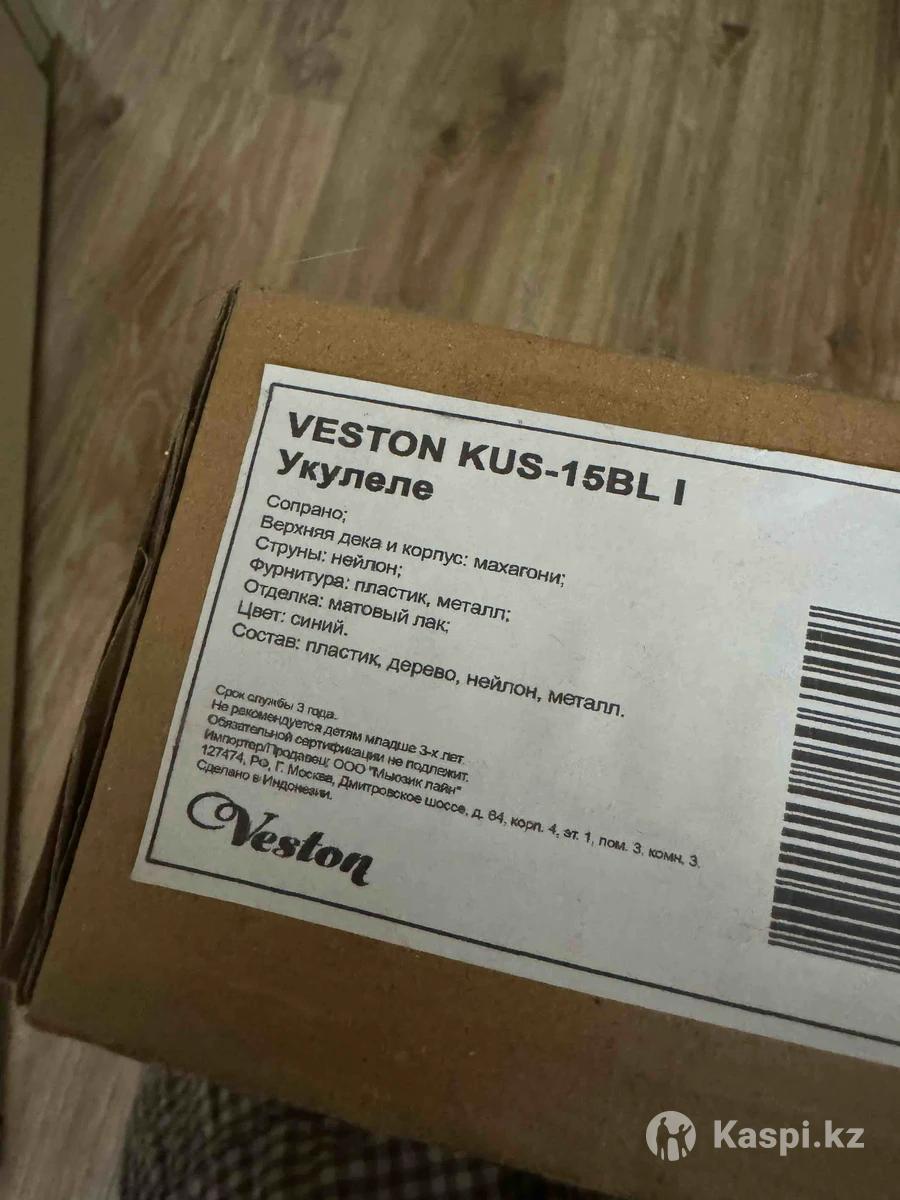 VESTON KUS-15BL I
Укулеле
Сопрано;
Верхняя дека и корпус: махагони;
Струны: нейлон;
Фурнитура: пластик, металл;
Отделка: матовый лак;
Цвет: синий.
Состав: пластик, дерево, нейлон, металл.
Срок службы 3 года.
Не рекомендуется детям младше 3-х лет.
Обязательной сертификации не подлежит.
Импортер/Продавец: ООО "Мьюзик лайн"
127474, РФ, Г. Москва, Дмитровское шоссе, д. 64, корп. 4, эт. 1, пом. 3, комн. 3.
Сделано в Индонезии.
Veston
Kaspi.kz